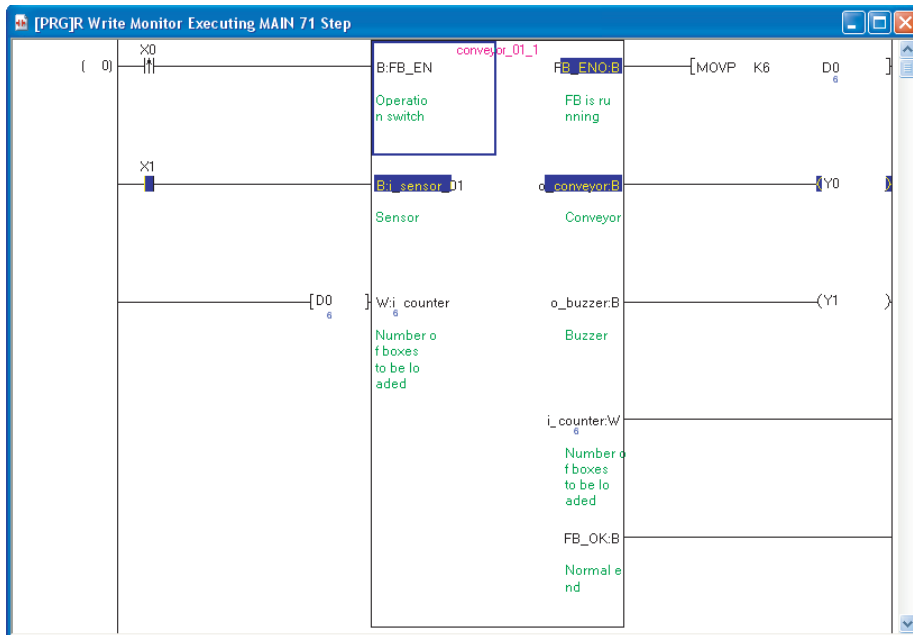 [PRG]R Write Monitor Executing MAIN 71 Step
X0
conveyor_01_1
( 0)
B:FB_EN
FB_ENO:B
[MOVP K6 D0 ]
6
Operatio
n switch
FB is ru
nning
X1
B:i_sensor_01
o_conveyor:B
(Y0 )
Sensor
Conveyor
[D0 ]
6
W:i_counter
6
o_buzzer:B
(Y1 )
Number o
f boxes
to be lo
aded
Buzzer
i_counter:W
6
Number o
f boxes
to be lo
aded
FB_OK:B
Normal e
nd